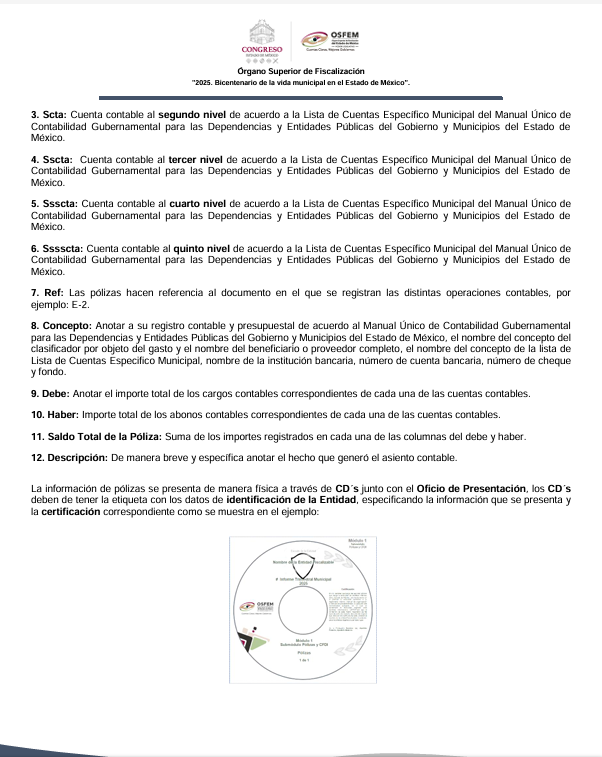 CONGRESO
ESTADO DE MÉXICO
OSFEM
Cuentas Claras, Mejores Gobiernos
Órgano Superior de Fiscalización
"2025. Bicentenario de la vida municipal en el Estado de México".
3. Scta: Cuenta contable al segundo nivel de acuerdo a la Lista de Cuentas Específico Municipal del Manual Único de
Contabilidad Gubernamental para las Dependencias y Entidades Públicas del Gobierno y Municipios del Estado de
México.
4. Sscta: Cuenta contable al tercer nivel de acuerdo a la Lista de Cuentas Específico Municipal del Manual Único de
Contabilidad Gubernamental para las Dependencias y Entidades Públicas del Gobierno y Municipios del Estado de
México.
5. Ssscta: Cuenta contable al cuarto nivel de acuerdo a la Lista de Cuentas Específico Municipal del Manual Único de
Contabilidad Gubernamental para las Dependencias y Entidades Públicas del Gobierno y Municipios del Estado de
México.
6. Sssscta: Cuenta contable al quinto nivel de acuerdo a la Lista de Cuentas Específico Municipal del Manual Único de
Contabilidad Gubernamental para las Dependencias y Entidades Públicas del Gobierno y Municipios del Estado de
México.
7. Ref: Las pólizas hacen referencia al documento en el que se registran las distintas operaciones contables, por
ejemplo: E-2.
8. Concepto: Anotar a su registro contable y presupuestal de acuerdo al Manual Único de Contabilidad Gubernamental
para las Dependencias y Entidades Públicas del Gobierno y Municipios del Estado de México, el nombre del concepto del
clasificador por objeto del gasto y el nombre del beneficiario o proveedor completo, el nombre del concepto de la lista de
Lista de Cuentas Especifico Municipal, nombre de la institución bancaria, número de cuenta bancaria, número de cheque
y fondo.
9. Debe: Anotar el importe total de los cargos contables correspondientes de cada una de las cuentas contables.
10. Haber: Importe total de los abonos contables correspondientes de cada una de las cuentas contables.
11. Saldo Total de la Póliza: Suma de los importes registrados en cada una de las columnas del debe y haber.
12. Descripción: De manera breve y específica anotar el hecho que generó el asiento contable.
La información de pólizas se presenta de manera física a través de CD´s junto con el Oficio de Presentación, los CD´s
deben de tener la etiqueta con los datos de identificación de la Entidad, especificando la información que se presenta y
la certificación correspondiente como se muestra en el ejemplo:
Módulo 1
Nombre de la Entidad Fiscalizable
4° Informe Trimestral Municipal
2025
OSFEM
Módulo 1
Submódulo Pólizas y CFDI
Pólizas
1 de 1